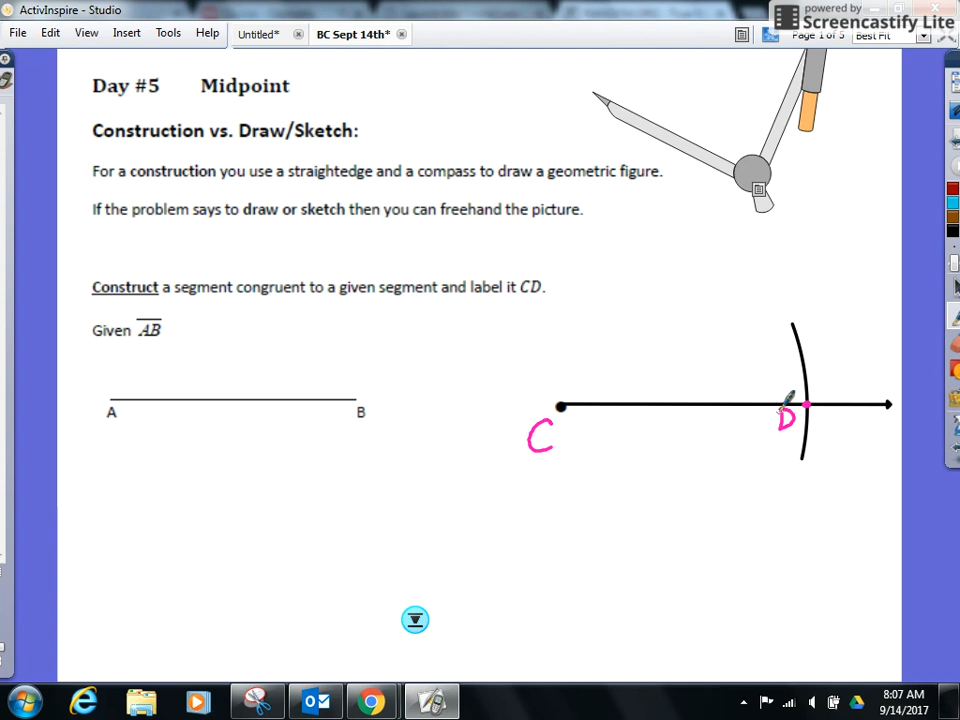 ActivInspire - Studio
powered by
Screencastify Lite
File Edit View Insert Tools Help Untitled* BC Sept 14th* Page 1 of 5 Best Fit
Day #5 Midpoint
Construction vs. Draw/Sketch:
For a construction you use a straightedge and a compass to draw a geometric figure.
If the problem says to draw or sketch then you can freehand the picture.
Construct a segment congruent to a given segment and label it CD.
Given AB
A B
C D
8:07 AM
9/14/2017